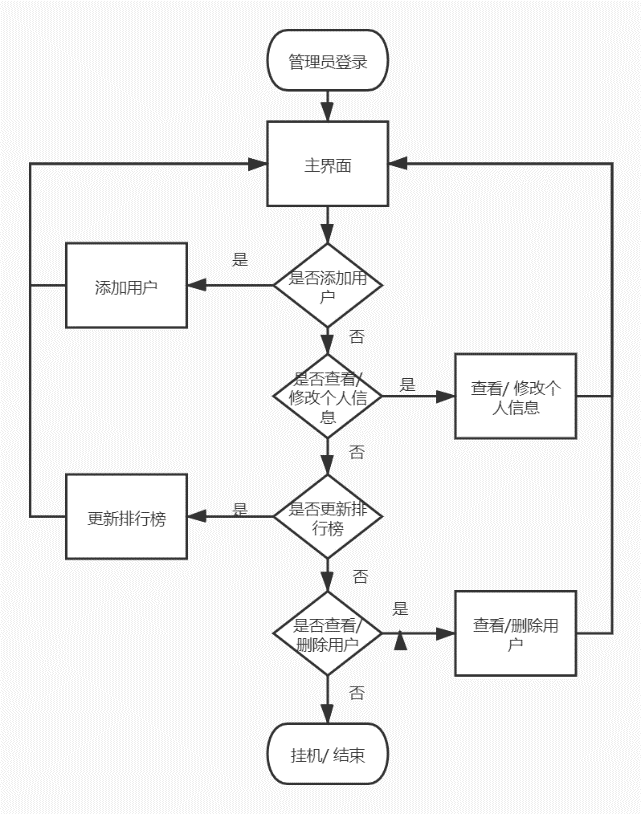 管理员登录
主界面
是
添加用户
是否添加用
户
否
是否查看/
修改个人信
息
是
查看/ 修改个
人信息
否
更新排行榜
是
是否更新排
行榜
否
是否查看/
删除用户
是
查看/删除用
户
否
挂机/ 结束